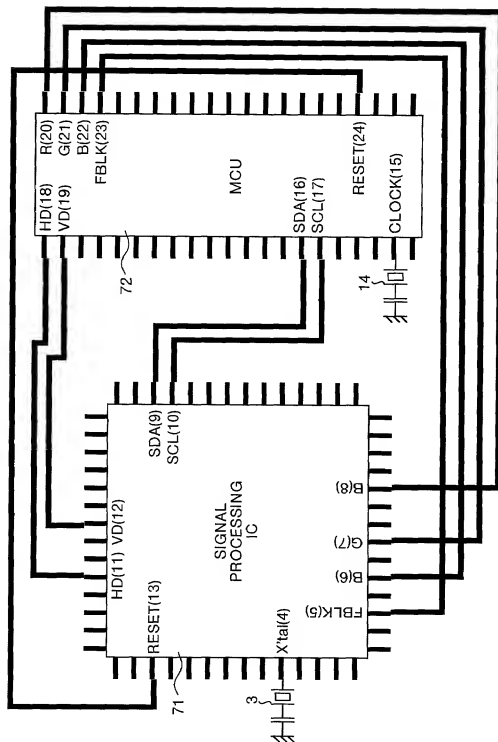 R(20)
G(21)
B(22)
FBLK(23)
HD(18)
VD(19)
MCU
RESET(24)
SDA(16)
SCL(17)
CLOCK(15)
72
14
SDA(9)
SCL(10)
HD(11)
VD(12)
SIGNAL
PROCESSING
IC
RESET(13)
X'tal(4)
B(8)
G(7)
B(6)
FBLK(5)
71
3